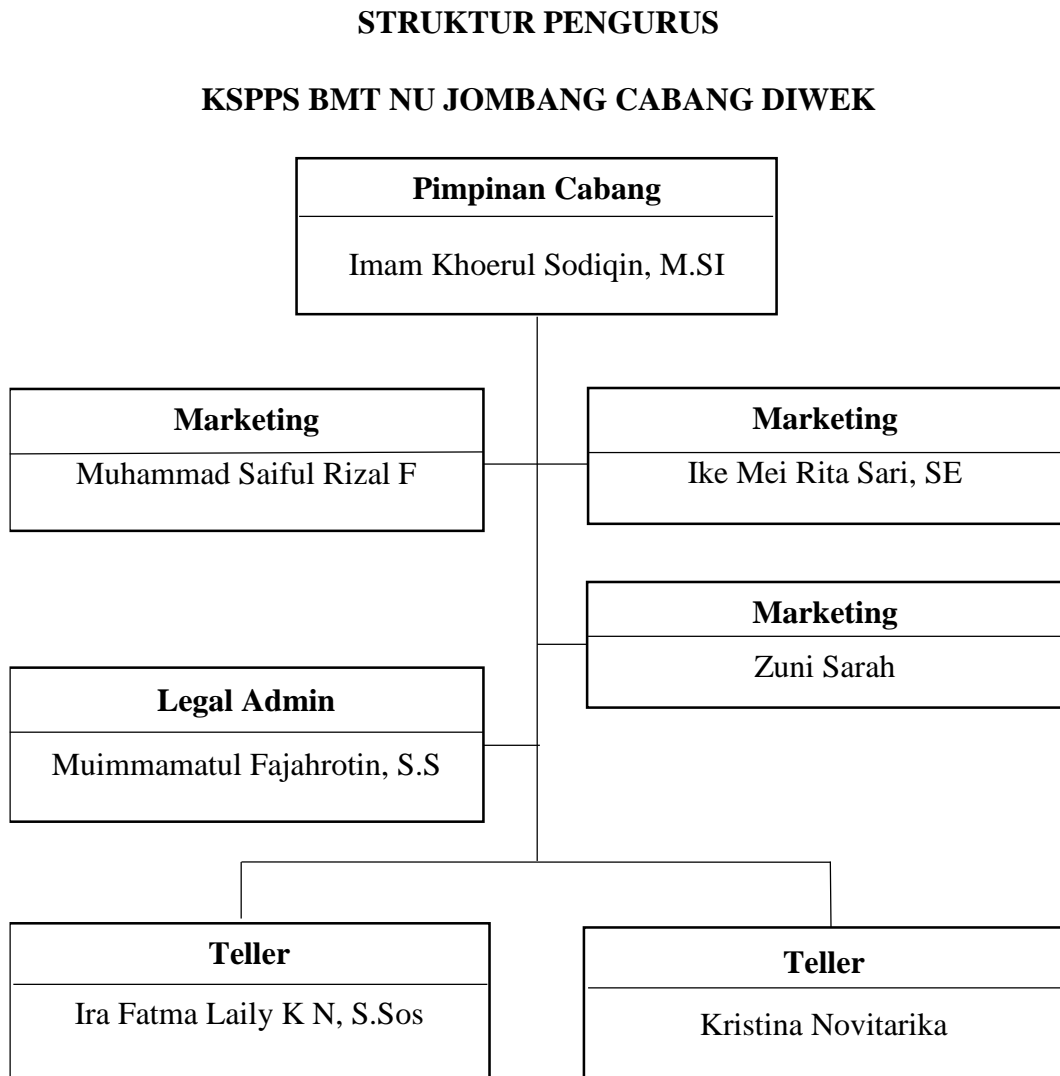 STRUKTUR PENGURUS
KSPPS BMT NU JOMBANG CABANG DIWEK
Pimpinan Cabang
Imam Khoerul Sodiqin, M.SI
Marketing
Muhammad Saiful Rizal F
Marketing
Ike Mei Rita Sari, SE
Marketing
Zuni Sarah
Legal Admin
Muimmamatul Fajahrotin, S.S
Teller
Ira Fatma Laily K N, S.Sos
Teller
Kristina Novitarika